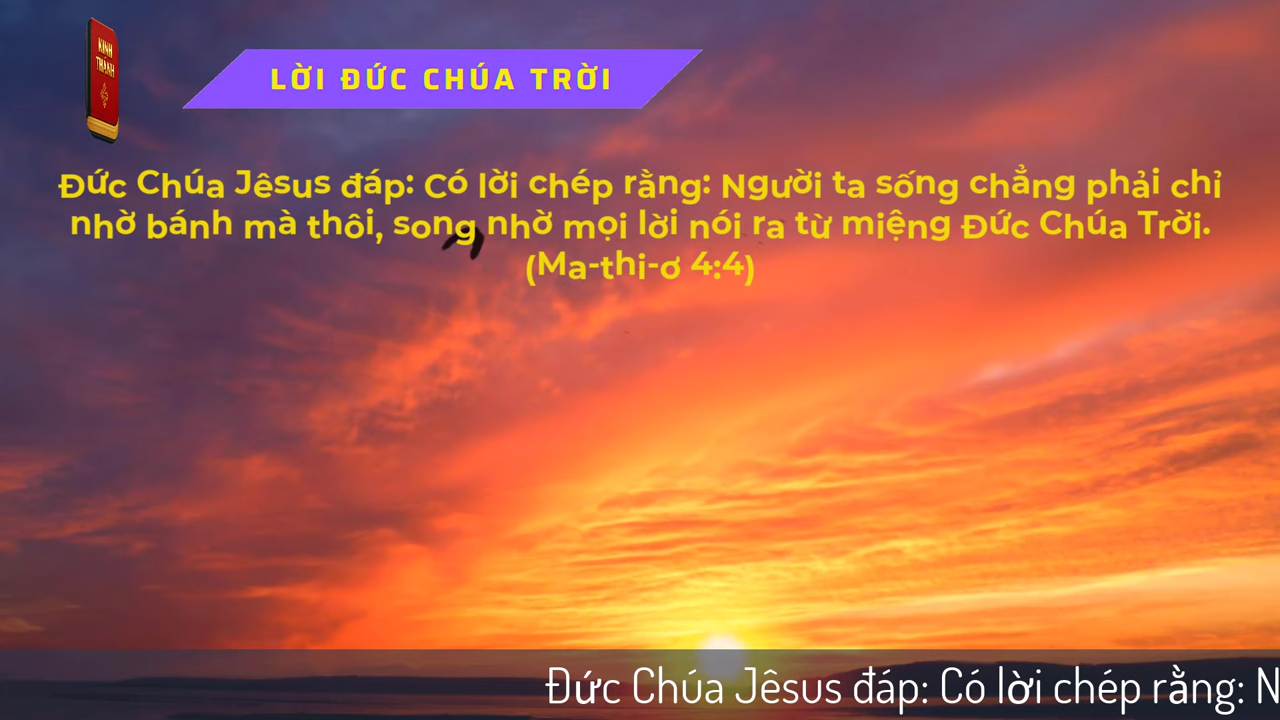 KINH
THÁNH
LỜI ĐỨC CHÚA TRỜI
Đức Chúa Jêsus đáp: Có lời chép rằng: Người ta sống chẳng phải chỉ
nhờ bánh mà thôi, song nhờ mọi lời nói ra từ miệng Đức Chúa Trời.
(Ma-thi-ơ 4:4)
Đức Chúa Jêsus đáp: Có lời chép rằng: N